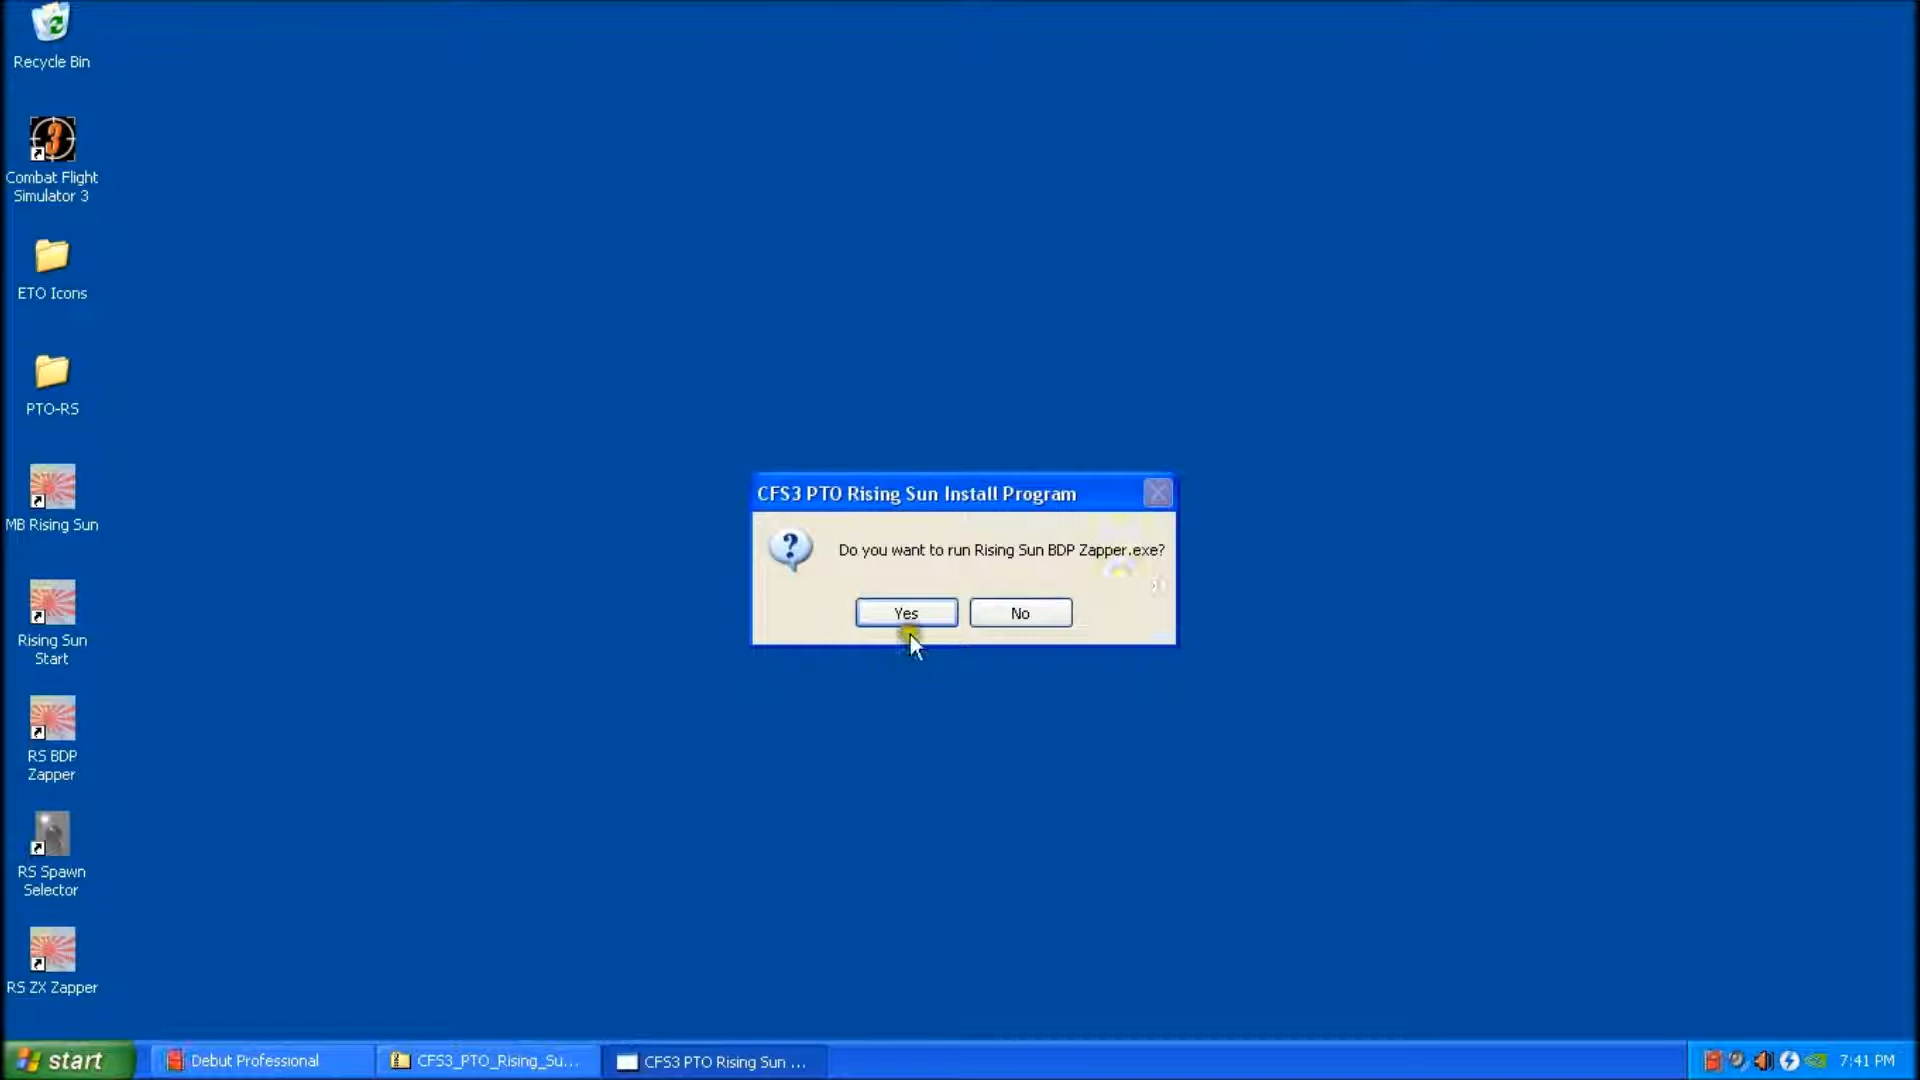 Recycle Bin
3
Combat Flight
Simulator 3
ETO Icons
PTO-RS
MB Rising Sun
Rising Sun
Start
RS BDP
Zapper
RS Spawn
Selector
RS ZX Zapper
CFS3 PTO Rising Sun Install Program
?
Do you want to run Rising Sun BDP Zapper.exe?
Yes
No
start
Debut Professional
CFS3_PTO_Rising_Su...
CFS3 PTO Rising Sun ...
7:41 PM